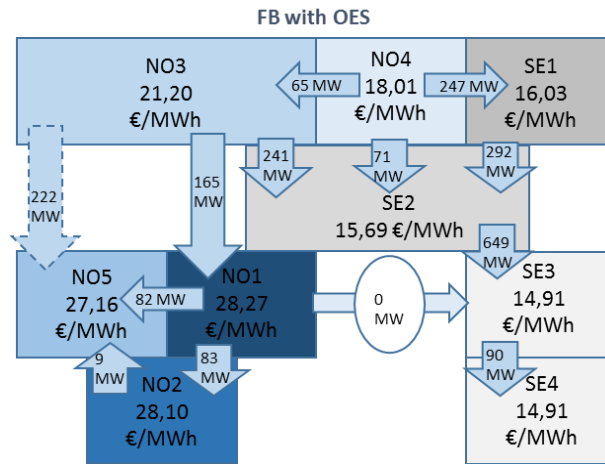 FB with OES
NO3
21,20
€/MWh
65 MW
NO4
18,01
€/MWh
247 MW
SE1
16,03
€/MWh
222
MW
165
MW
241
MW
71
MW
292
MW
SE2
15,69 €/MWh
649
MW
NO5
27,16
€/MWh
82 MW
NO1
28,27
€/MWh
0
MW
SE3
14,91
€/MWh
9
MW
83
MW
90
MW
NO2
28,10
€/MWh
SE4
14,91
€/MWh